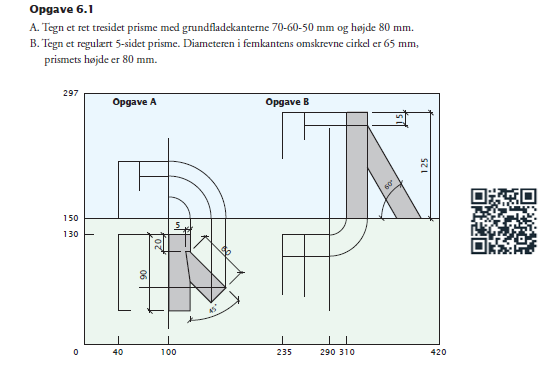 Opgave 6.1
A. Tegn et ret tresidet prisme med grundfladekanterne 70-60-50 mm og højde 80 mm.
B. Tegn et regulært 5-sidet prisme. Diameteren i femkantens omskrevne cirkel er 65 mm,
prismets højde er 80 mm.
297
Opgave A
Opgave B
15
125
60°
150
130
5
20
60
90
45°
0
40
100
235
290 310
420